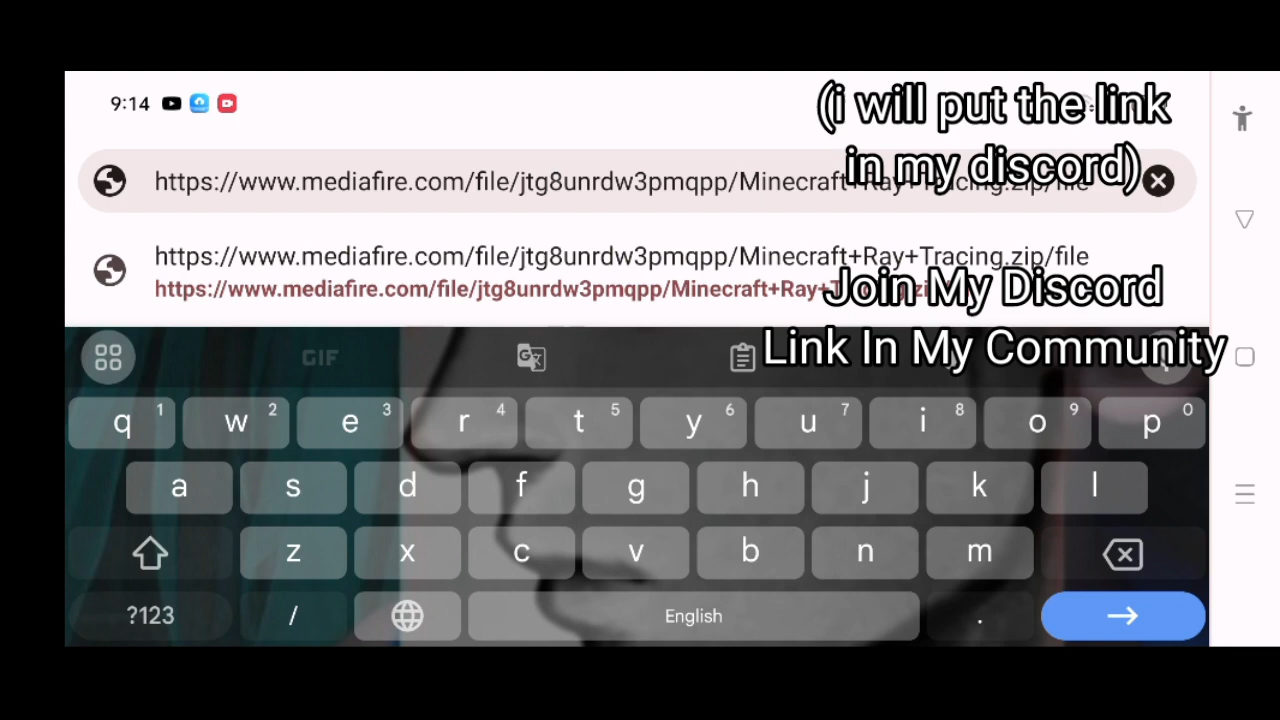 9:14
(i will put the link
in my discord)
https://www.mediafire.com/file/jtg8unrdw3pmqpp/Minecraft+Ray+Tracing.zip/file
https://www.mediafire.com/file/jtg8unrdw3pmqpp/Minecraft+Ray+Tracing.zip/file
https://www.mediafire.com/file/jtg8unrdw3pmqpp/Minecraft+Ray+T
Join My Discord
Link In My Community
GIF
q 1 w 2 e 3 r 4 t 5 y 6 u 7 i 8 o 9 p 0
a s d f g h j k l
z x c v b n m
?123 / English .